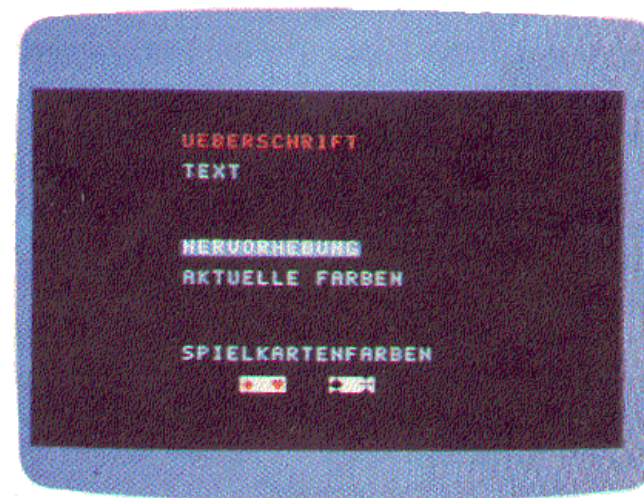 UEBERSCHRIFT
TEXT
HERVORHEBUNG
AKTUELLE FARBEN
SPIELKARTENFARBEN
♦ ♥ ♠ ♣